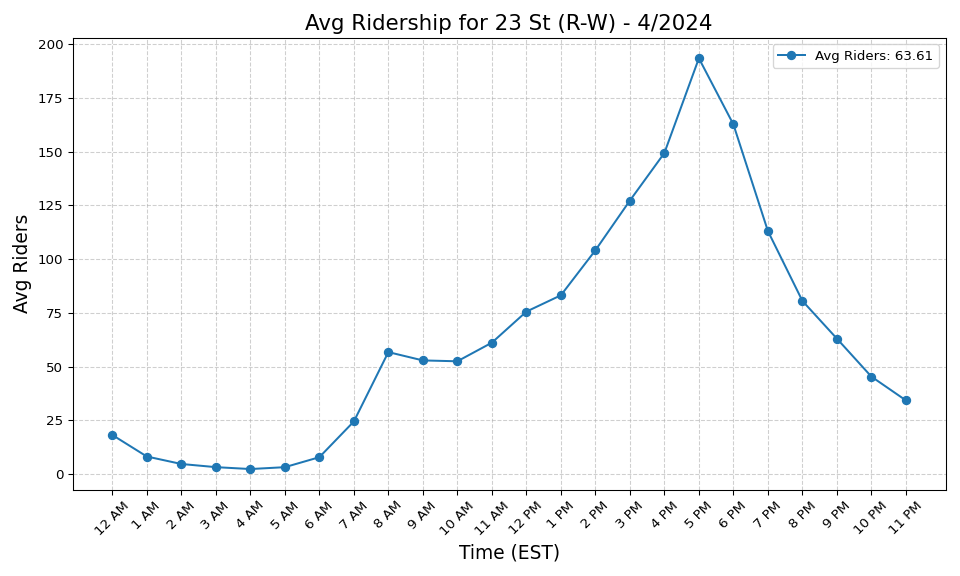 Avg Ridership for 23 St (R-W) - 4/2024
Avg Riders: 63.61
Avg Riders
200
175
150
125
100
75
50
25
0
12 AM
1 AM
2 AM
3 AM
4 AM
5 AM
6 AM
7 AM
8 AM
9 AM
10 AM
11 AM
12 PM
1 PM
2 PM
3 PM
4 PM
5 PM
6 PM
7 PM
8 PM
9 PM
10 PM
11 PM
Time (EST)